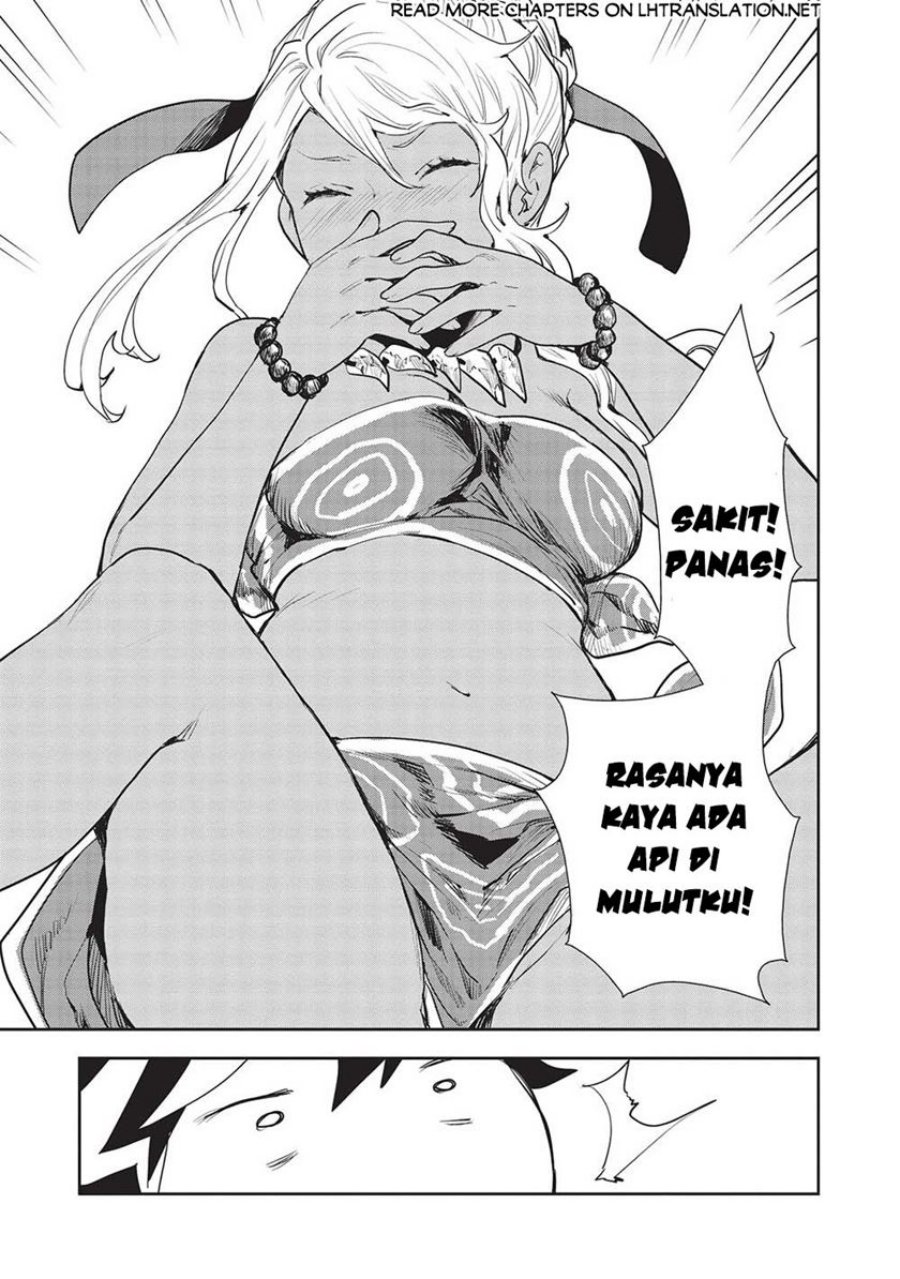 READ MORE CHAPTERS ON LHTRANSLATION.NET
SAKIT!
PANAS!
RASANYA
KAYA ADA
API DI
MULUTKU!